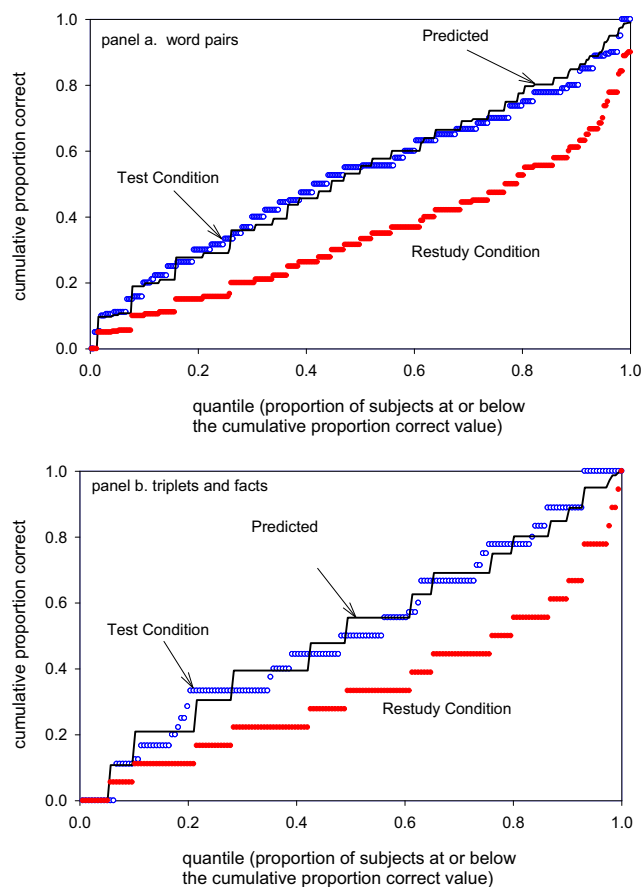 panel a. word pairs
Predicted
Test Condition
Restudy Condition
cumulative proportion correct
1.0
0.8
0.6
0.4
0.2
0.0
0.0 0.2 0.4 0.6 0.8 1.0
quantile (proportion of subjects at or below
the cumulative proportion correct value)
panel b. triplets and facts
Predicted
Test Condition
Restudy Condition
cumulative proportion correct
1.0
0.8
0.6
0.4
0.2
0.0
0.0 0.2 0.4 0.6 0.8 1.0
quantile (proportion of subjects at or below
the cumulative proportion correct value)